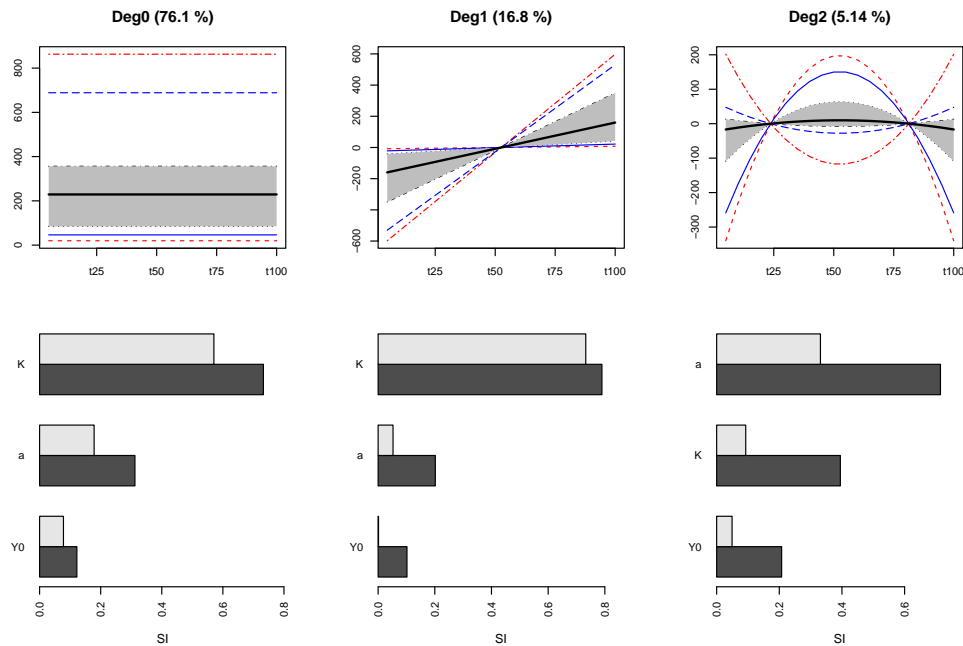 Deg0 (76.1 %)
Deg1 (16.8 %)
Deg2 (5.14 %)
0 200 400 600 800
t25 t50 t75 t100
−600 −200 0 200 400 600
t25 t50 t75 t100
−300 −200 −100 0 100 200
t25 t50 t75 t100
K
a
Y0
0.0 0.2 0.4 0.6 0.8
SI
K
a
Y0
0.0 0.2 0.4 0.6 0.8
SI
a
K
Y0
0.0 0.2 0.4 0.6
SI